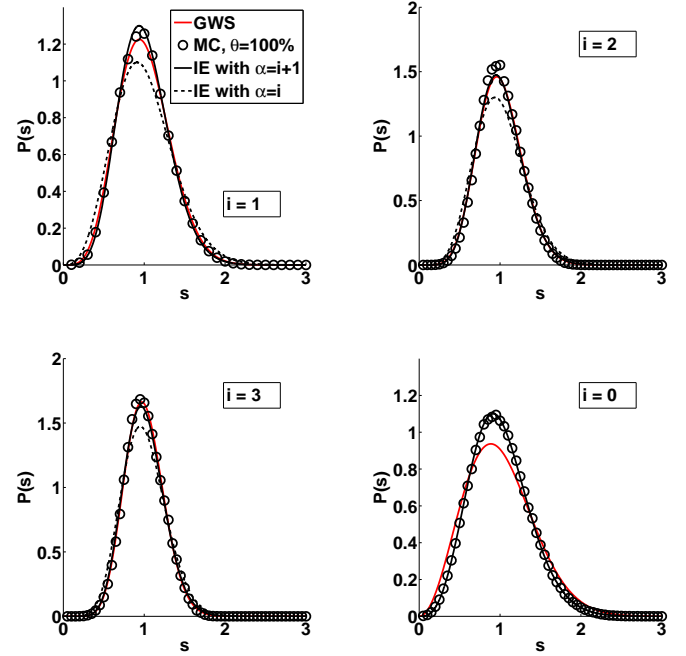 GWS
MC, θ=100%
IE with α=i+1
IE with α=i
1.2
1
0.8
0.6
0.4
0.2
0
P(s)
i = 1
0
1
2
3
s
2
1.5
1
0.5
0
P(s)
i = 2
0
1
2
3
s
2
1.5
1
0.5
0
P(s)
i = 3
0
1
2
3
s
1.2
1
0.8
0.6
0.4
0.2
0
P(s)
i = 0
0
1
2
3
s